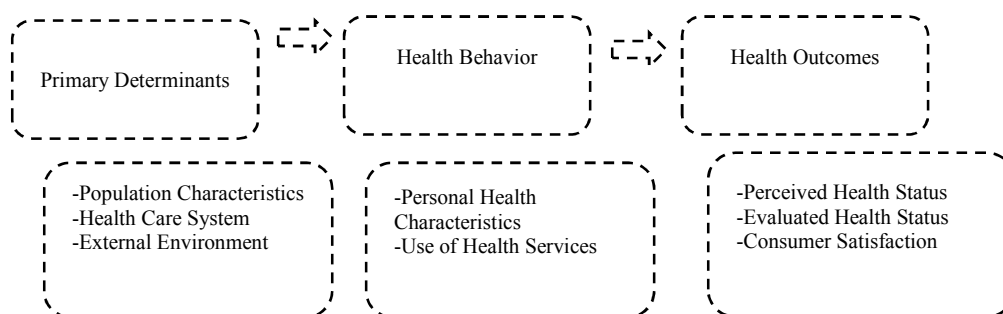 Primary Determinants
Health Behavior
Health Outcomes
-Population Characteristics
-Health Care System
-External Environment
-Personal Health
Characteristics
-Use of Health Services
-Perceived Health Status
-Evaluated Health Status
-Consumer Satisfaction